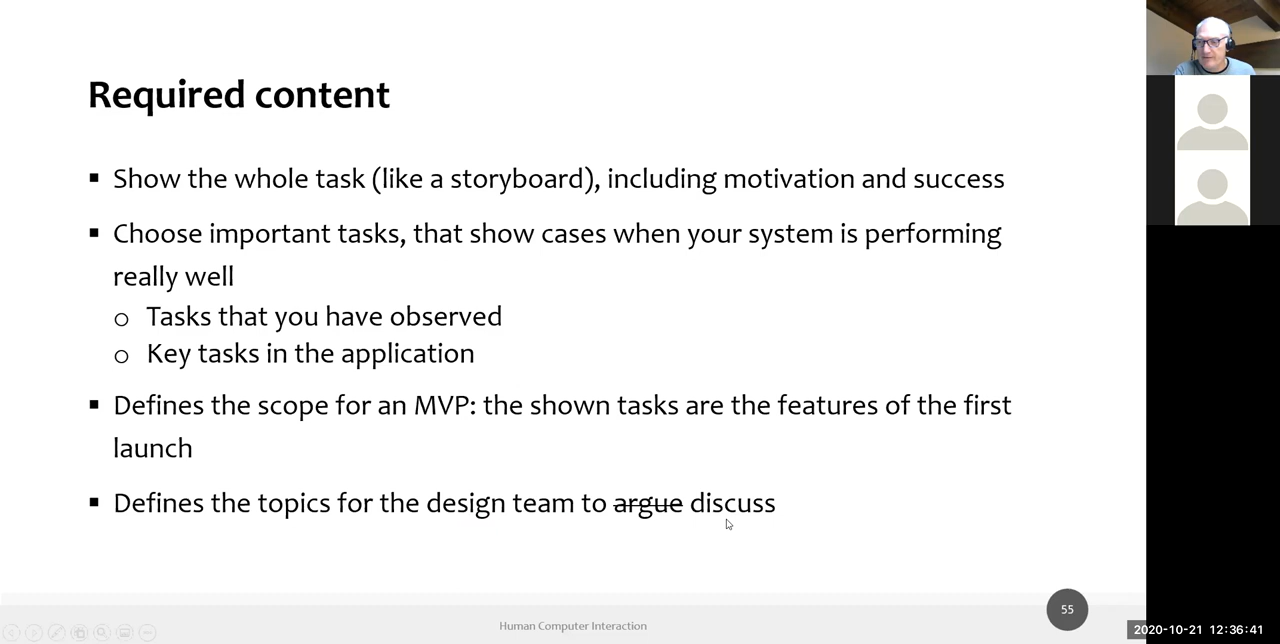 Required content
▪ Show the whole task (like a storyboard), including motivation and success
▪ Choose important tasks, that show cases when your system is performing
really well
o Tasks that you have observed
o Key tasks in the application
▪ Defines the scope for an MVP: the shown tasks are the features of the first
launch
▪ Defines the topics for the design team to argue discuss
55
Human Computer Interaction
2020-10-21 12:36:41